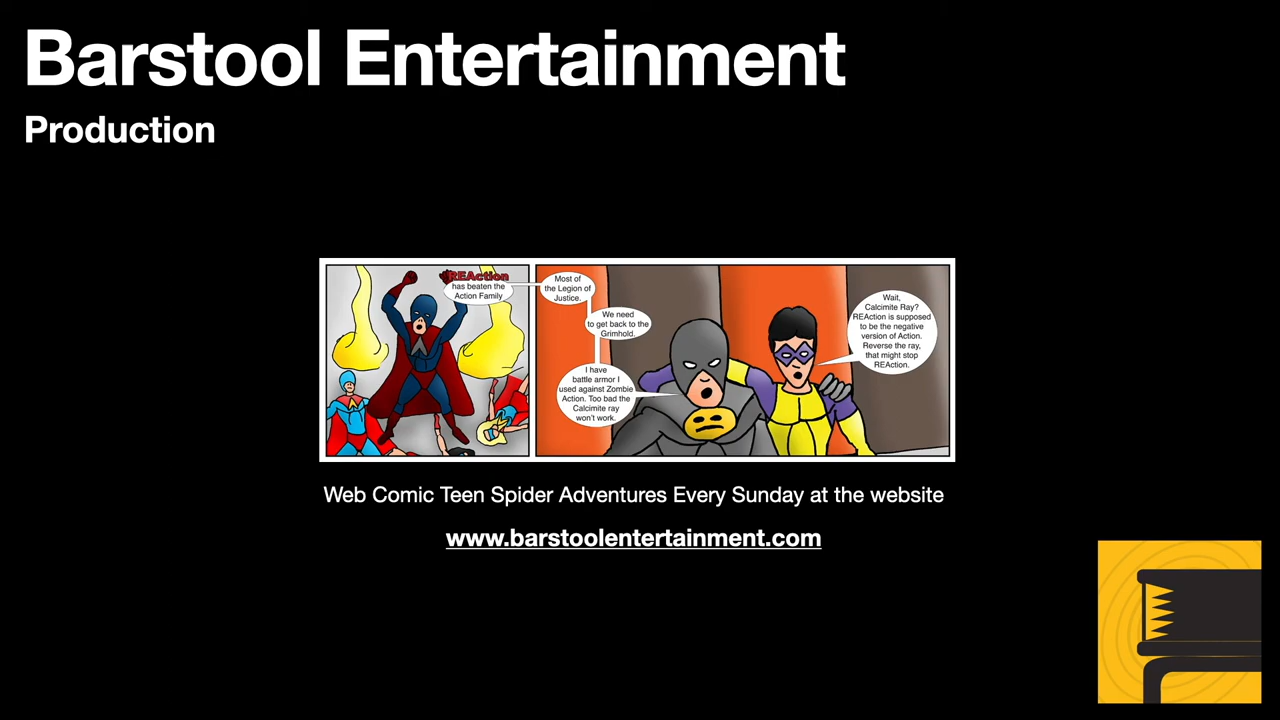 Barstool Entertainment
Production
REAction
has beaten the
Action Family
Most of
the Legion of
Justice.
We need
to get back to the
Grimhold.
I have
battle armor I
used against Zombie
Action. Too bad the
Calcimite ray
won't work.
Wait,
Calcimite Ray?
REAction is supposed
to be the negative
version of Action.
Reverse the ray,
that might stop
REAction.
Web Comic Teen Spider Adventures Every Sunday at the website
www.barstoolentertainment.com